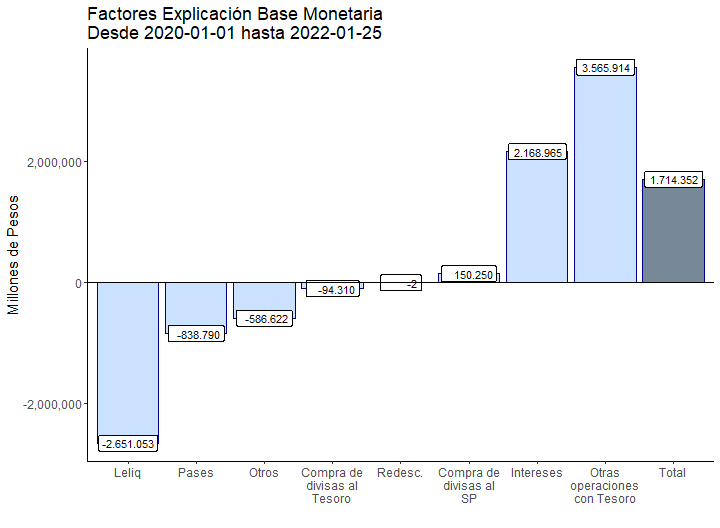 Factores Explicación Base Monetaria
Desde 2020-01-01 hasta 2022-01-25
Millones de Pesos
2,000,000
0
-2,000,000
-2.651.053
-838.790
-586.622
-94.310
-2
150.250
2.168.965
3.565.914
1.714.352
Leliq
Pases
Otros
Compra de
divisas al
Tesoro
Redesc.
Compra de
divisas al
SP
Intereses
Otras
operaciones
con Tesoro
Total